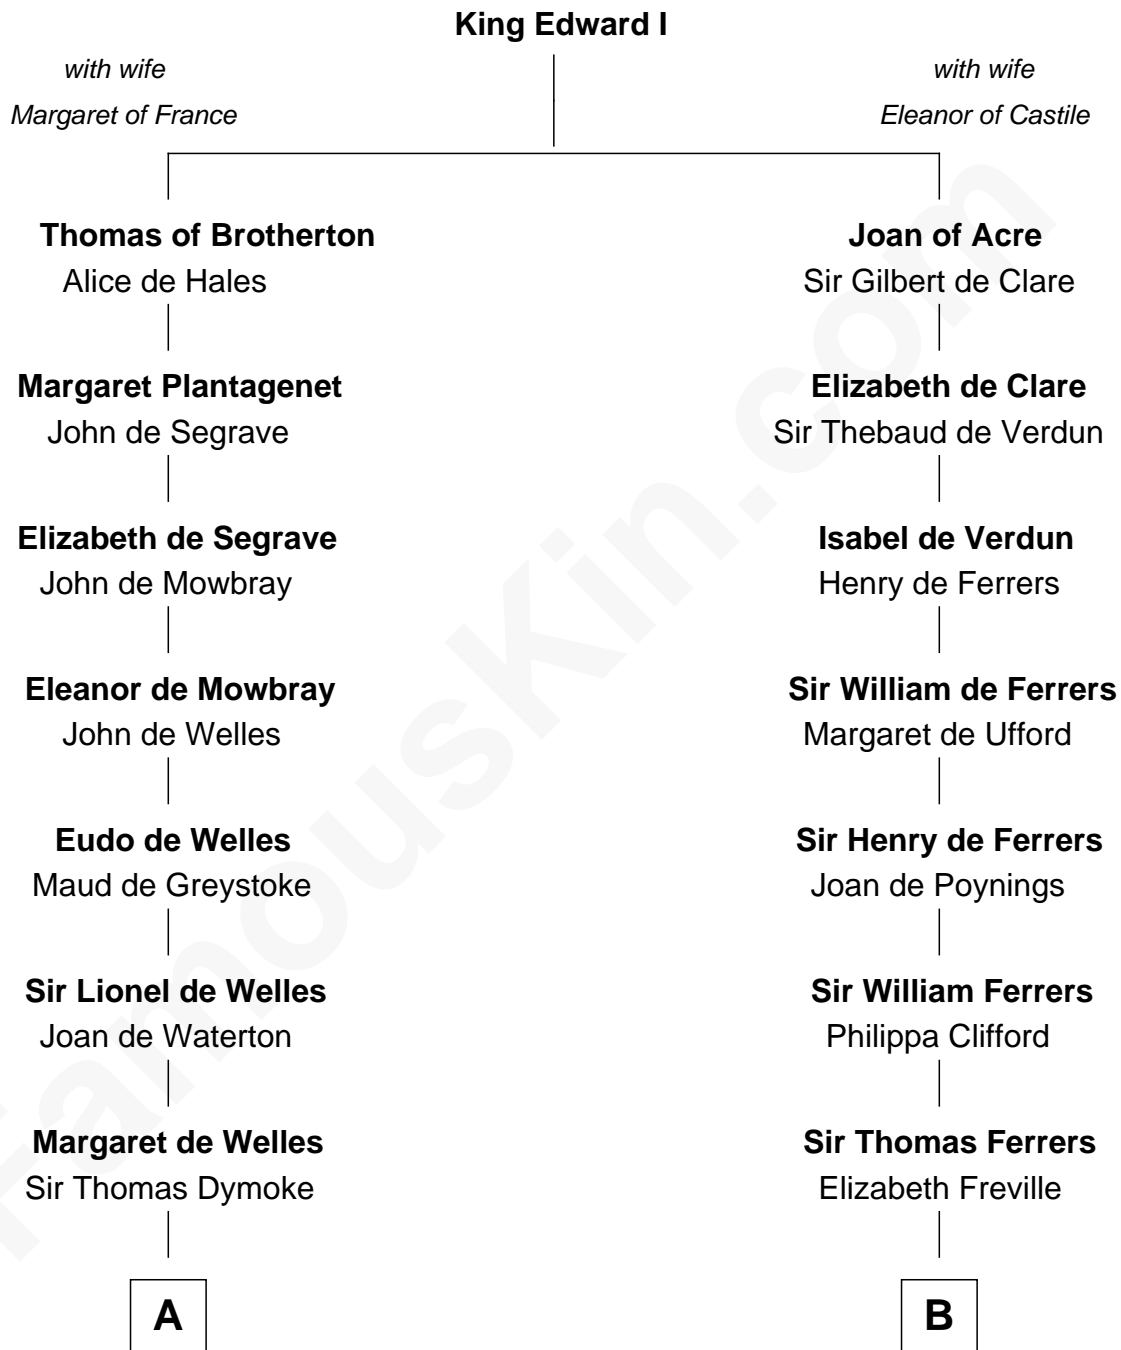 King Edward I
with wife
Margaret of France
with wife
Eleanor of Castile
Thomas of Brotherton
Alice de Hales
Joan of Acre
Sir Gilbert de Clare
Margaret Plantagenet
John de Segrave
Elizabeth de Clare
Sir Thebaud de Verdun
Elizabeth de Segrave
John de Mowbray
Isabel de Verdun
Henry de Ferrers
Eleanor de Mowbray
John de Welles
Sir William de Ferrers
Margaret de Ufford
Eudo de Welles
Maud de Greystoke
Sir Henry de Ferrers
Joan de Poynings
Sir Lionel de Welles
Joan de Waterton
Sir William Ferrers
Philippa Clifford
Margaret de Welles
Sir Thomas Dymoke
Sir Thomas Ferrers
Elizabeth Freville
A
B
FamousKin.com